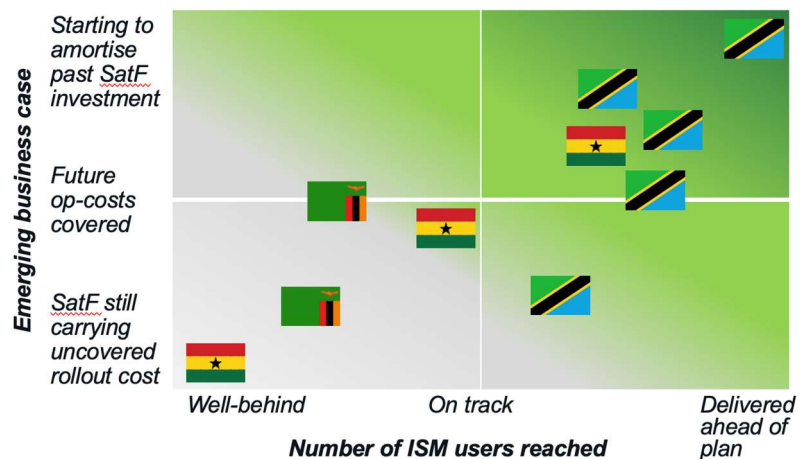 Emerging business case
Starting to
amortise
past SatF
investment
Future
op-costs
covered
SatF still
carrying
uncovered
rollout cost
Well-behind
On track
Delivered
ahead of
plan
Number of ISM users reached